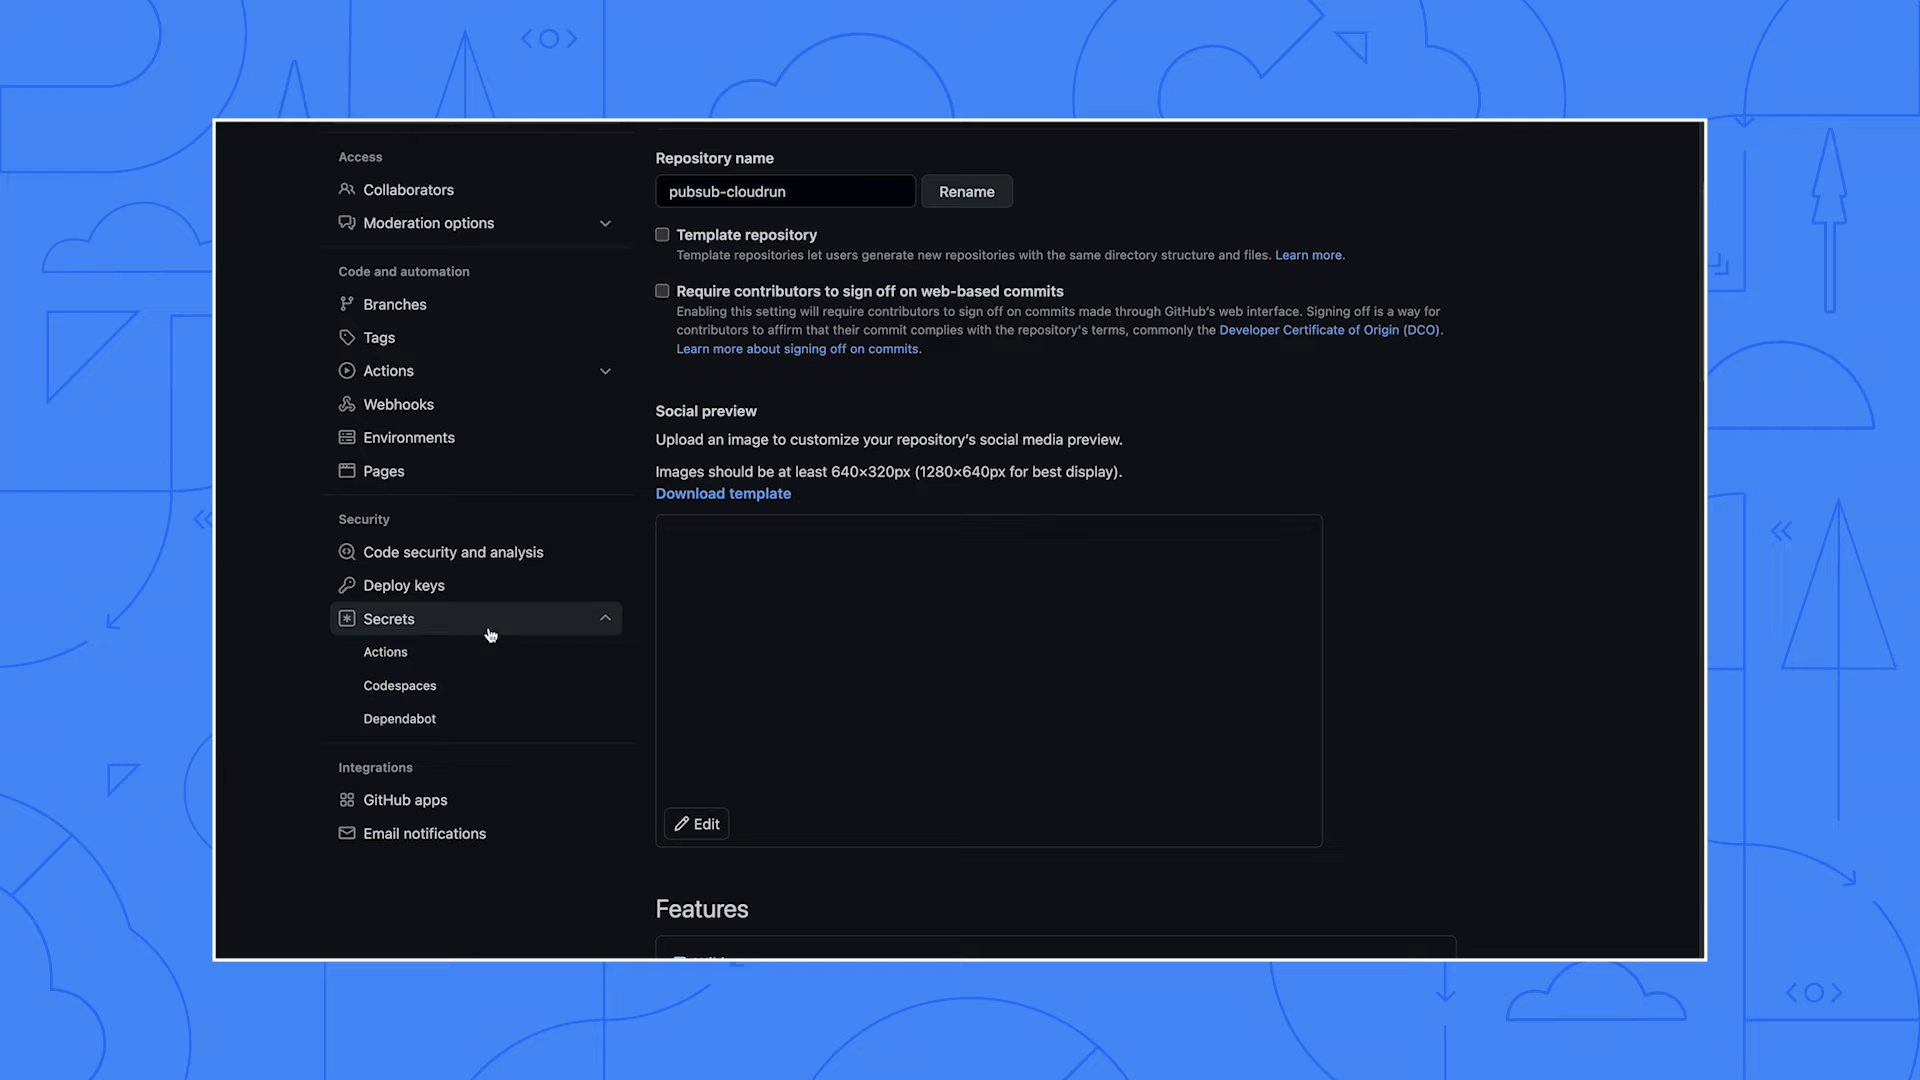 Access
Collaborators
Moderation options
Code and automation
Branches
Tags
Actions
Webhooks
Environments
Pages
Security
Code security and analysis
Deploy keys
Secrets
Actions
Codespaces
Dependabot
Integrations
GitHub apps
Email notifications
Repository name
pubsub-cloudrun
Rename
Template repository
Template repositories let users generate new repositories with the same directory structure and files. Learn more.
Require contributors to sign off on web-based commits
Enabling this setting will require contributors to sign off on commits made through GitHub's web interface. Signing off is a way for
contributors to affirm that their commit complies with the repository's terms, commonly the Developer Certificate of Origin (DCO).
Learn more about signing off on commits.
Social preview
Upload an image to customize your repository's social media preview.
Images should be at least 640×320px (1280×640px for best display).
Download template
Edit
Features